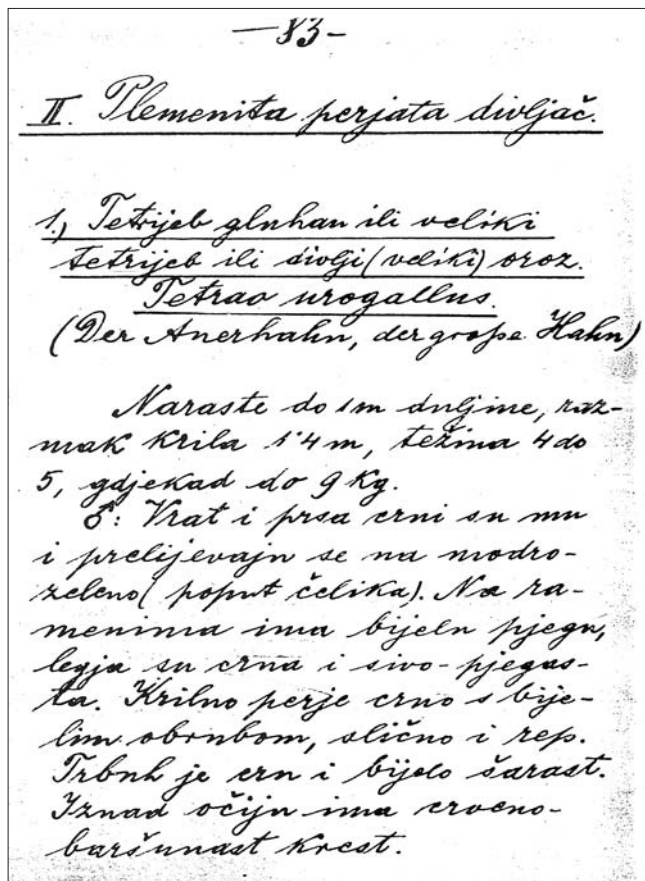 —83-
II. Plemenita perjata divljač.
1., Tetrijeb gluhan ili veliki
tetrijeb ili divlji (veliki) oroz.
Tetrao urogallus.
(Der Auerhahn, der große Hahn)
Naraste do 1m duljine, raz-
mak krila 1·4 m, težina 4 do
5, gdjekad do 9 Kg.
♂: Vrat i prsa crni su mu
i prelijevaju se na modro-
zeleno (poput čelika). Na ra-
menima ima bijelu pjegu,
legja su crna i sivo-pjegas-
ta. Krilno perje crno s bije-
lim obrubom, slično i rep.
Trbuh je crn i bijelo šarast.
Iznad očiju ima crveno-
baršunast krest.